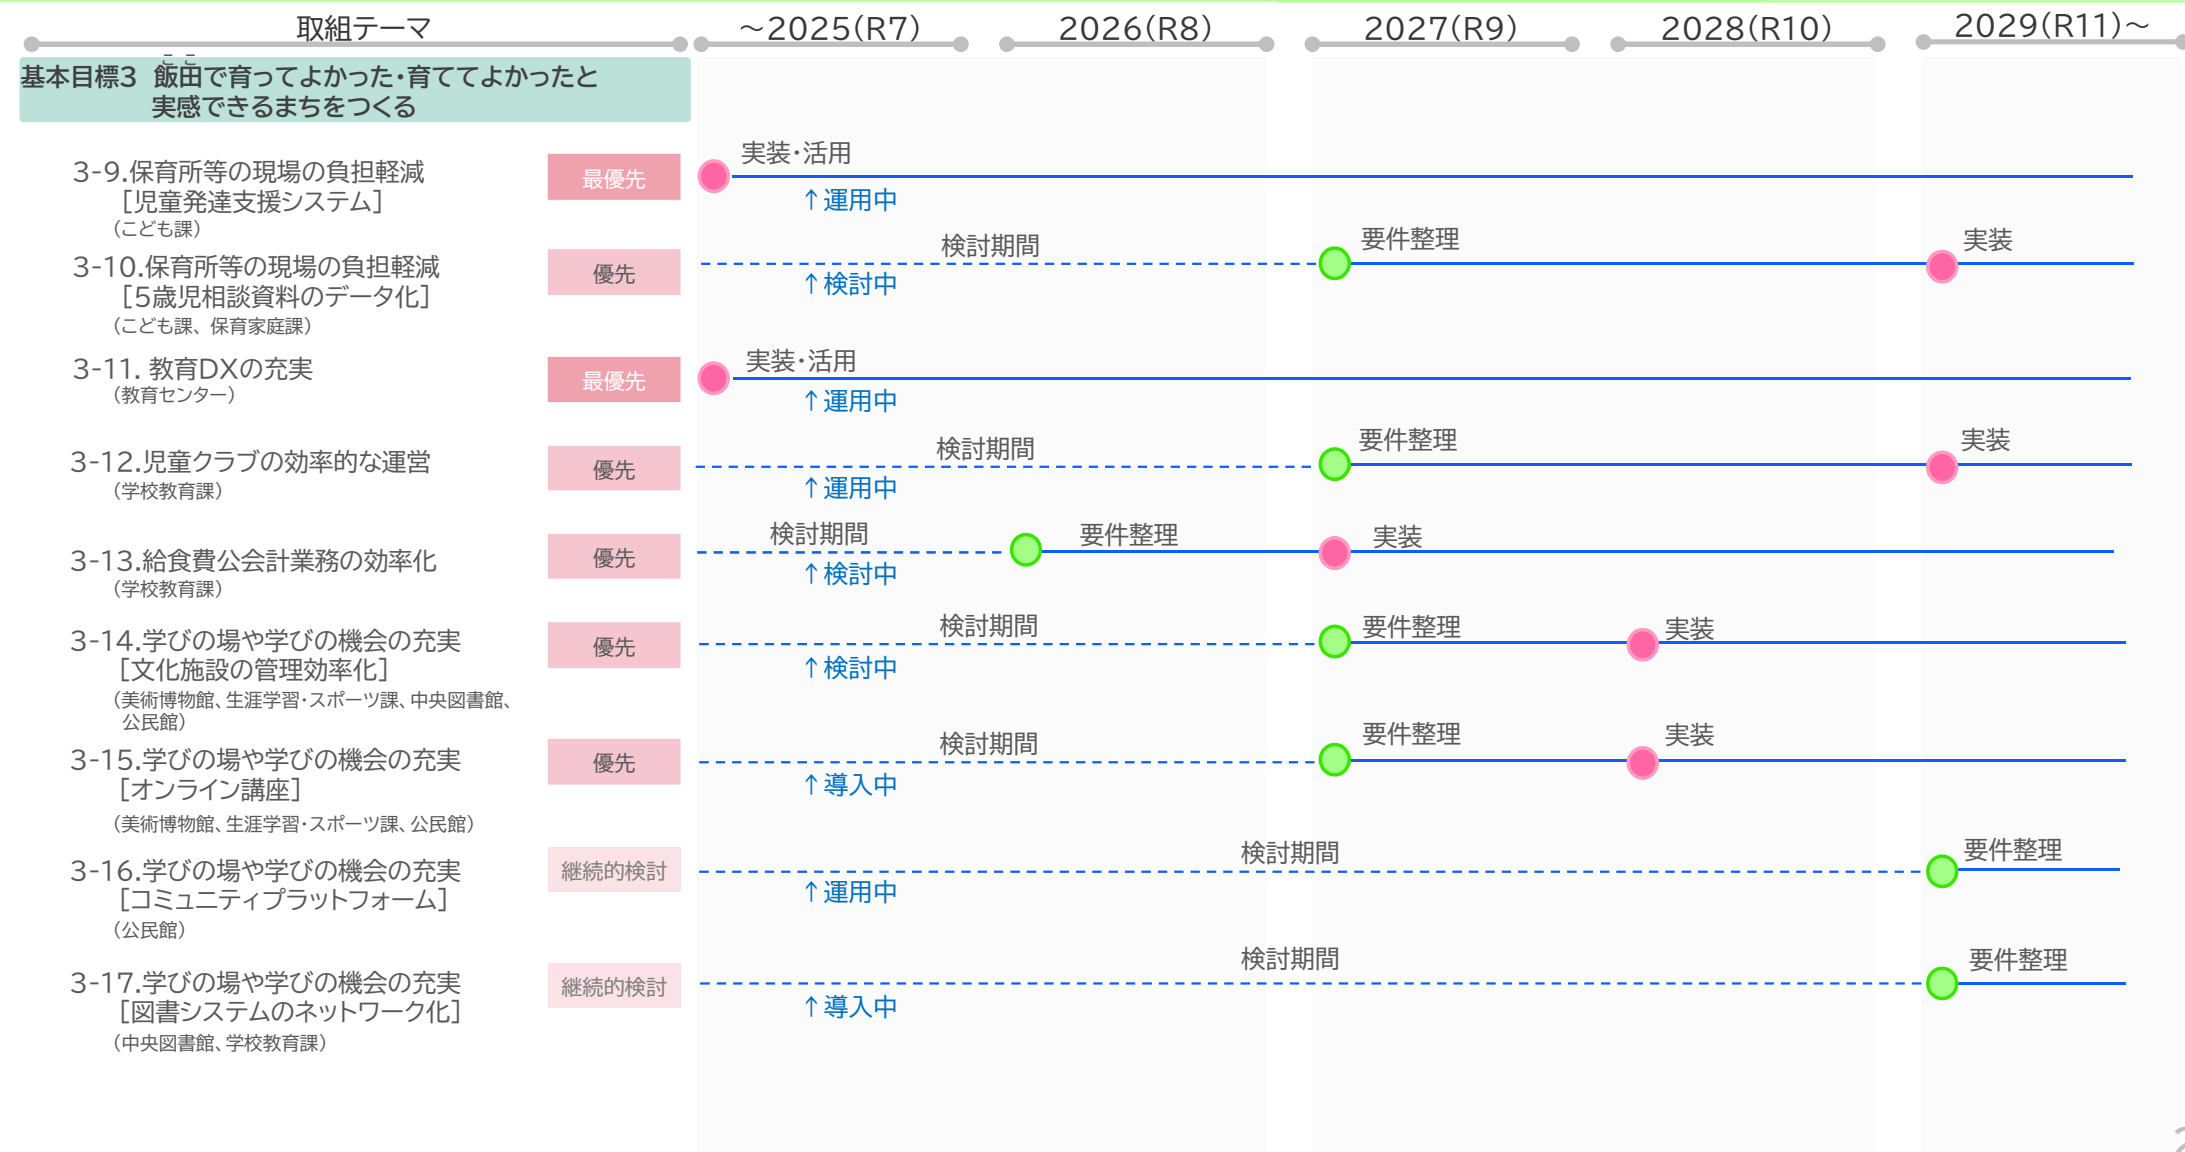 取組テーマ ～2025(R7) 2026(R8) 2027(R9) 2028(R10) 2029(R11)～
ここ
基本目標3 飯田で育ってよかった・育ててよかったと
実感できるまちをつくる
実装・活用
3-9.保育所等の現場の負担軽減 最優先
[児童発達支援システム] ↑運用中
(こども課)
検討期間 要件整理 実装
3-10.保育所等の現場の負担軽減 優先
[5歳児相談資料のデータ化] ↑検討中
(こども課、保育家庭課)
実装・活用
3-11. 教育DXの充実 最優先
(教育センター) ↑運用中
検討期間 要件整理 実装
3-12.児童クラブの効率的な運営 優先
(学校教育課) ↑運用中
検討期間 要件整理 実装
3-13.給食費公会計業務の効率化 優先
(学校教育課) ↑検討中
検討期間 要件整理 実装
3-14.学びの場や学びの機会の充実 優先
[文化施設の管理効率化] ↑検討中
(美術博物館、生涯学習・スポーツ課、中央図書館、
公民館)
検討期間 要件整理 実装
3-15.学びの場や学びの機会の充実 優先
[オンライン講座] ↑導入中
(美術博物館、生涯学習・スポーツ課、公民館)
検討期間 要件整理
3-16.学びの場や学びの機会の充実 継続的検討
[コミュニティプラットフォーム] ↑運用中
(公民館)
検討期間 要件整理
3-17.学びの場や学びの機会の充実 継続的検討
[図書システムのネットワーク化] ↑導入中
(中央図書館、学校教育課)